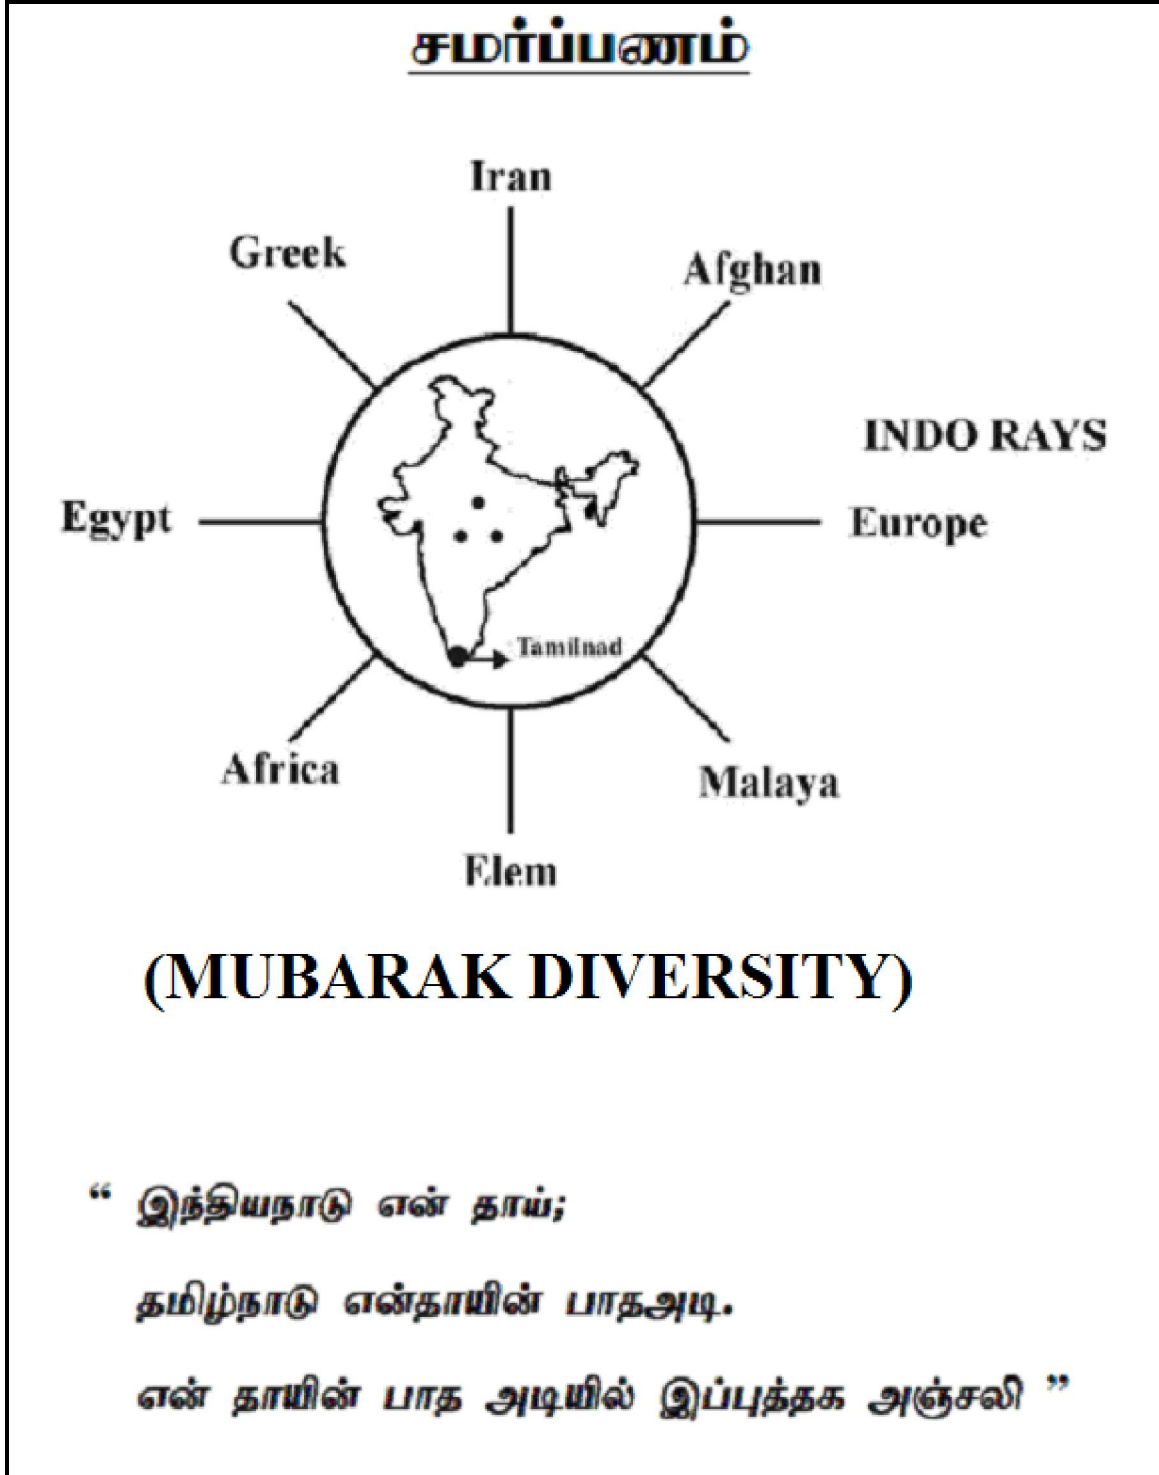 சமர்ப்பணம்
Iran
Greek
Afghan
INDO RAYS
Egypt
Europe
Tamilnad
Africa
Malaya
Elem
(MUBARAK DIVERSITY)
“ இந்தியநாடு என் தாய்;
தமிழ்நாடு என்தாயின் பாதஅடி.
என் தாயின் பாத அடியில் இப்புத்தக அஞ்சலி ”